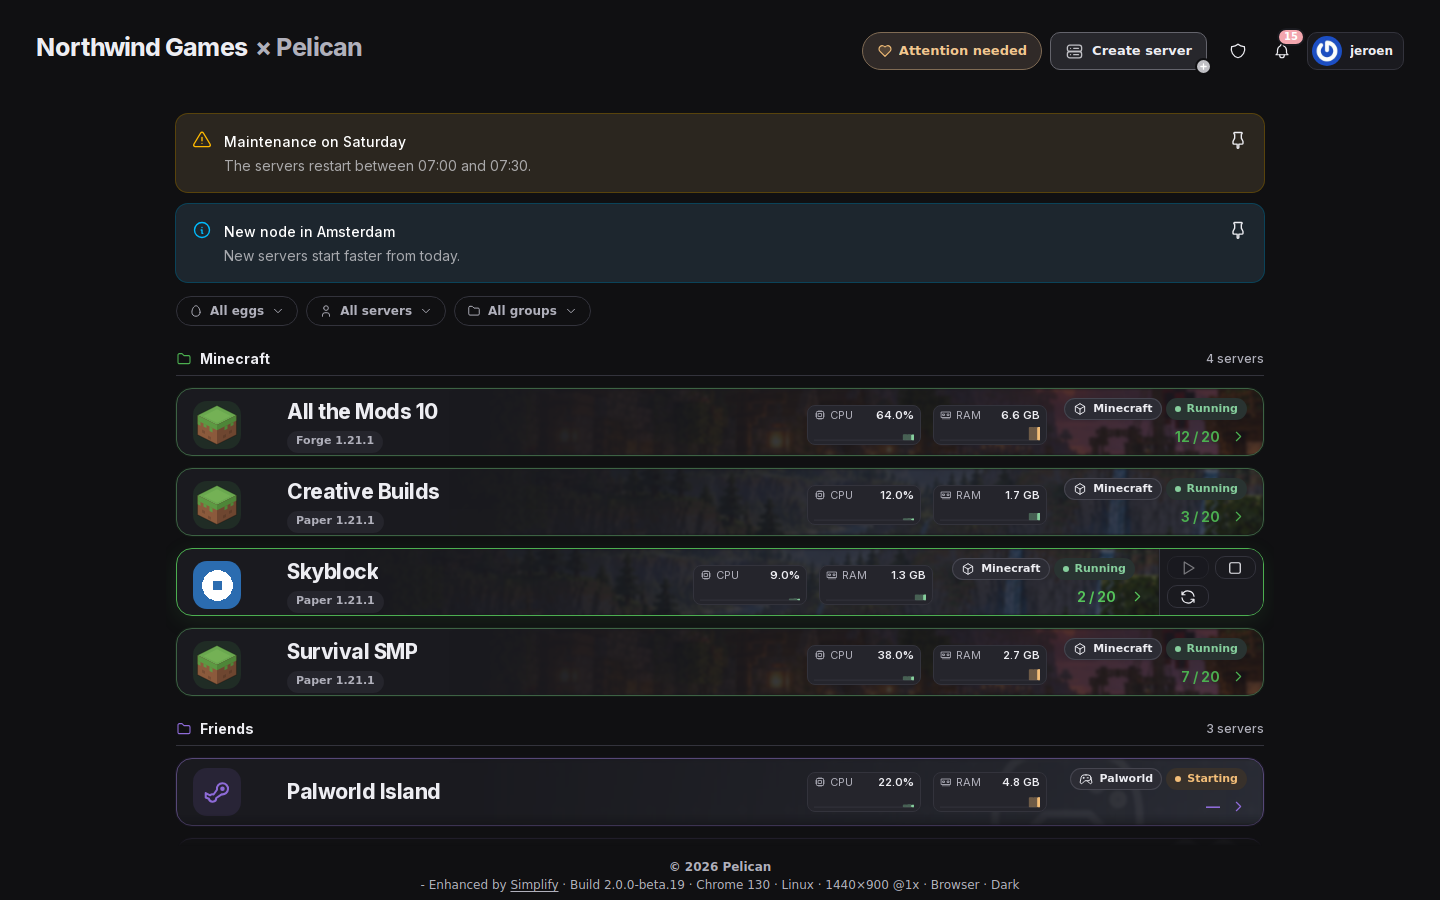 Northwind Games × Pelican
Attention needed
Create server
15
jeroen
Maintenance on Saturday
The servers restart between 07:00 and 07:30.
New node in Amsterdam
New servers start faster from today.
All eggs
All servers
All groups
Minecraft
4 servers
All the Mods 10
Forge 1.21.1
CPU 64.0%
RAM 6.6 GB
Minecraft
Running
12 / 20
Creative Builds
Paper 1.21.1
CPU 12.0%
RAM 1.7 GB
Minecraft
Running
3 / 20
Skyblock
Paper 1.21.1
CPU 9.0%
RAM 1.3 GB
Minecraft
Running
2 / 20
Survival SMP
Paper 1.21.1
CPU 38.0%
RAM 2.7 GB
Minecraft
Running
7 / 20
Friends
3 servers
Palworld Island
CPU 22.0%
RAM 4.8 GB
Palworld
Starting
—
© 2026 Pelican
- Enhanced by Simplify · Build 2.0.0-beta.19 · Chrome 130 · Linux · 1440×900 @1x · Browser · Dark